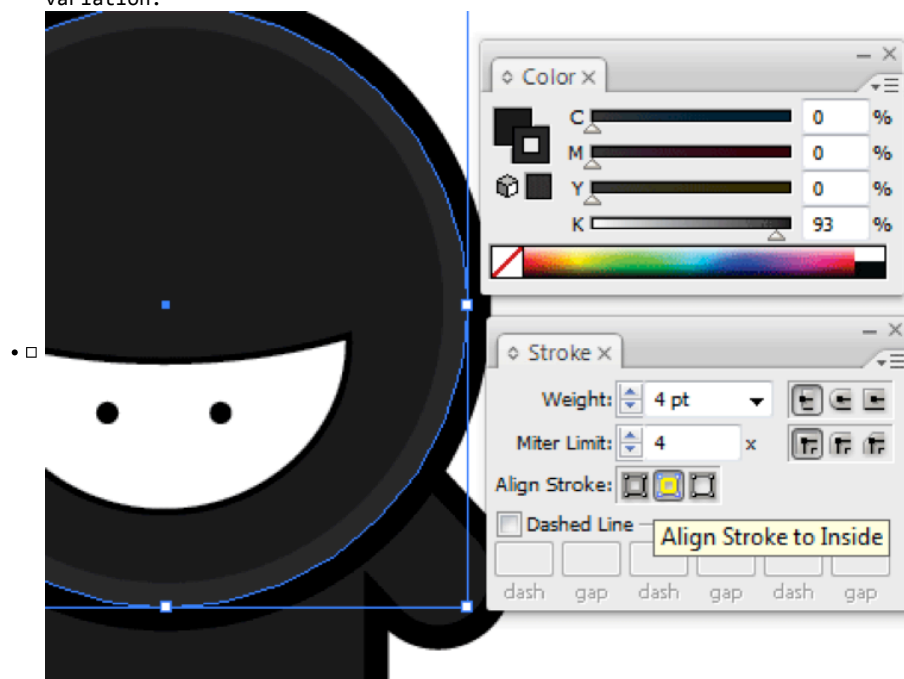 variation.
Color
C 0 %
M 0 %
Y 0 %
K 93 %
Stroke
Weight: 4 pt
Miter Limit: 4 x
Align Stroke:
Dashed Line
Align Stroke to Inside
dash gap dash gap dash gap